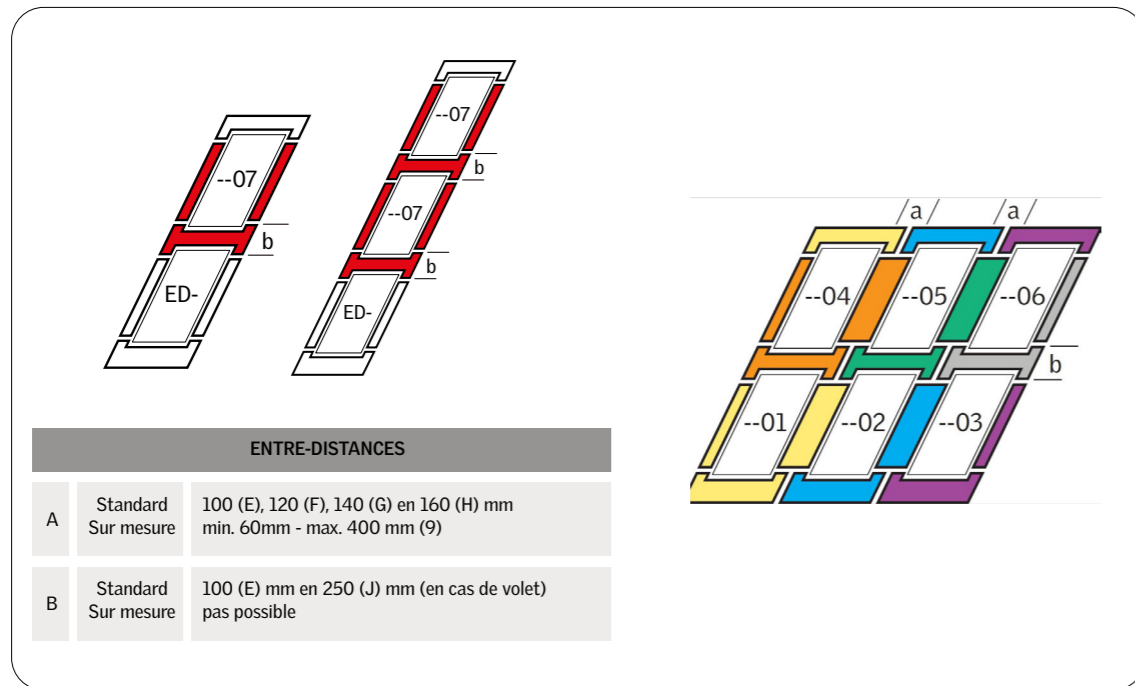 --07
b
ED-
--07
b
--07
b
ED-
a a
--04 --05 --06
b
--01 --02 --03
ENTRE-DISTANCES
A
Standard
Sur mesure
100 (E), 120 (F), 140 (G) en 160 (H) mm
min. 60mm - max. 400 mm (9)
B
Standard
Sur mesure
100 (E) mm en 250 (J) mm (en cas de volet)
pas possible